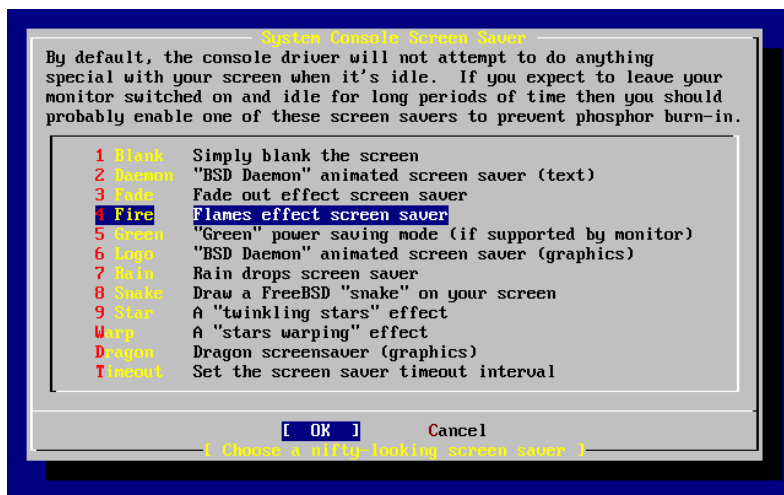 System Console Screen Saver
By default, the console driver will not attempt to do anything
special with your screen when it's idle.  If you expect to leave your
monitor switched on and idle for long periods of time then you should
probably enable one of these screen savers to prevent phosphor burn-in.
1 Blank    Simply blank the screen
2 Daemon   "BSD Daemon" animated screen saver (text)
3 Fade     Fade out effect screen saver
4 Fire     Flames effect screen saver
5 Green    "Green" power saving mode (if supported by monitor)
6 Logo     "BSD Daemon" animated screen saver (graphics)
7 Rain     Rain drops screen saver
8 Snake    Draw a FreeBSD "snake" on your screen
9 Star     A "twinkling stars" effect
Warp       A "stars warping" effect
Dragon     Dragon screensaver (graphics)
Timeout    Set the screen saver timeout interval
[  OK  ]       Cancel
[ Choose a nifty-looking screen saver ]